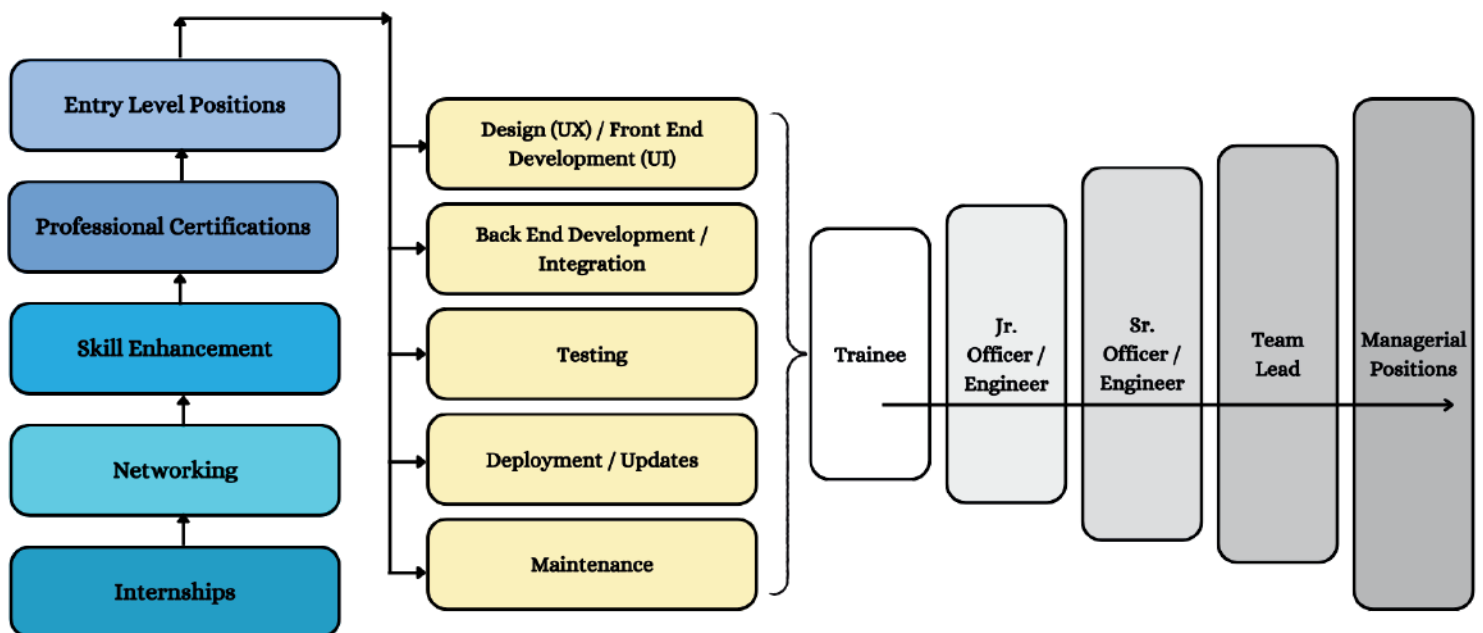 Entry Level Positions
Professional Certifications
Skill Enhancement
Networking
Internships
Design (UX) / Front End
Development (UI)
Back End Development /
Integration
Testing
Deployment / Updates
Maintenance
Trainee
Jr.
Officer /
Engineer
Sr.
Officer /
Engineer
Team
Lead
Managerial
Positions